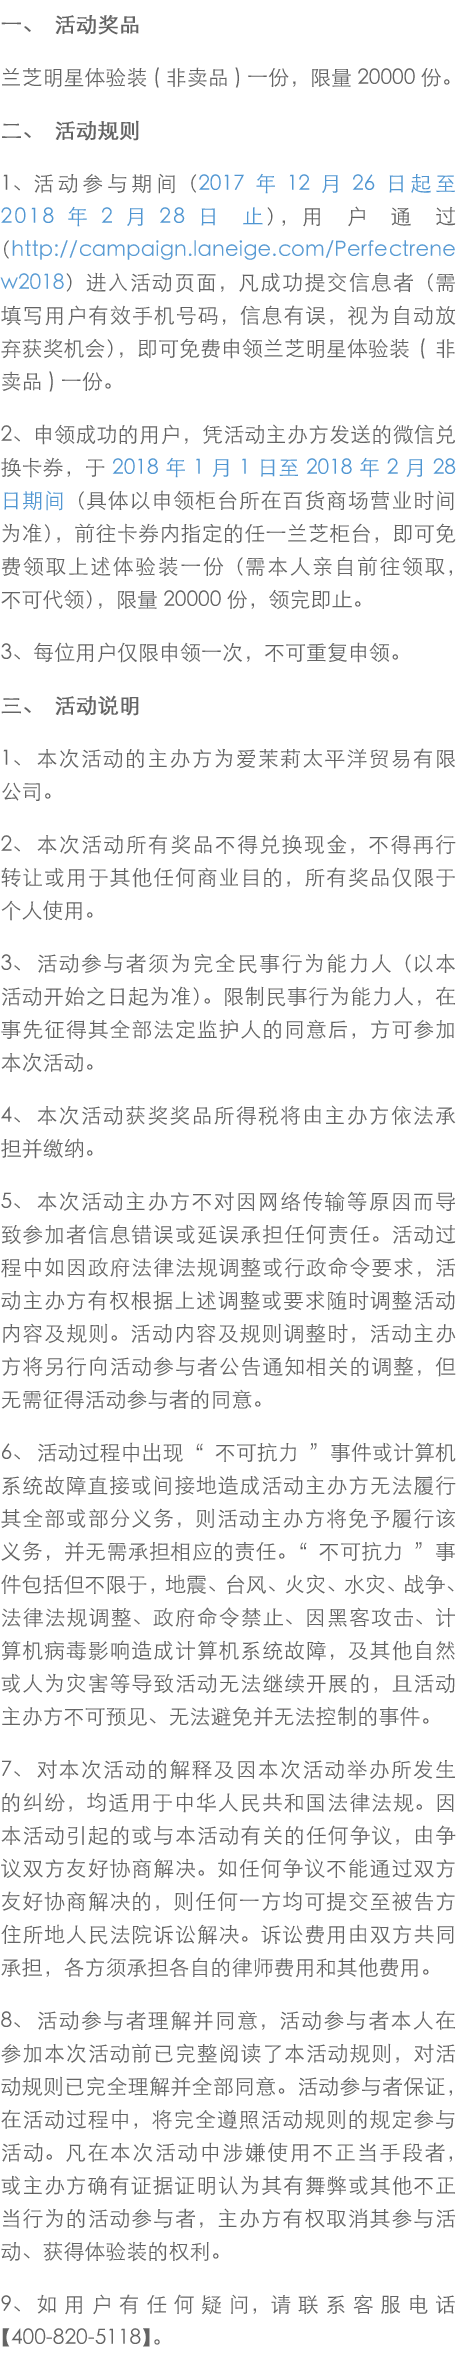 一、 活动奖品
兰芝明星体验装(非卖品)一份，限量 20000 份。
二、 活动规则
1、活动参与期间（2017 年 12 月 26 日起至
2018 年 2 月 28 日 止），用 户 通 过
（http://campaign.laneige.com/Perfectrene
w2018）进入活动页面，凡成功提交信息者（需
填写用户有效手机号码，信息有误，视为自动放
弃获奖机会），即可免费申领兰芝明星体验装(非
卖品)一份。
2、申领成功的用户，凭活动主办方发送的微信兑
换卡券，于 2018 年 1 月 1 日至 2018 年 2 月 28
日期间（具体以申领柜台所在百货商场营业时间
为准），前往卡券内指定的任一兰芝柜台，即可免
费领取上述体验装一份（需本人亲自前往领取，
不可代领），限量 20000 份，领完即止。
3、每位用户仅限申领一次，不可重复申领。
三、 活动说明
1、本次活动的主办方为爱茉莉太平洋贸易有限
公司。
2、本次活动所有奖品不得兑换现金，不得再行
转让或用于其他任何商业目的，所有奖品仅限于
个人使用。
3、活动参与者须为完全民事行为能力人（以本
活动开始之日起为准）。限制民事行为能力人，在
事先征得其全部法定监护人的同意后，方可参加
本次活动。
4、本次活动获奖奖品所得税将由主办方依法承
担并缴纳。
5、本次活动主办方不对因网络传输等原因而导
致参加者信息错误或延误承担任何责任。活动过
程中如因政府法律法规调整或行政命令要求，活
动主办方有权根据上述调整或要求随时调整活动
内容及规则。活动内容及规则调整时，活动主办
方将另行向活动参与者公告通知相关的调整，但
无需征得活动参与者的同意。
6、活动过程中出现 “ 不可抗力 ” 事件或计算机
系统故障直接或间接地造成活动主办方无法履行
其全部或部分义务，则活动主办方将免予履行该
义务，并无需承担相应的责任。“ 不可抗力 ” 事
件包括但不限于，地震、台风、火灾、水灾、战争、
法律法规调整、政府命令禁止、因黑客攻击、计
算机病毒影响造成计算机系统故障，及其他自然
或人为灾害等导致活动无法继续开展的，且活动
主办方不可预见、无法避免并无法控制的事件。
7、对本次活动的解释及因本次活动举办所发生
的纠纷，均适用于中华人民共和国法律法规。因
本活动引起的或与本活动有关的任何争议，由争
议双方友好协商解决。如任何争议不能通过双方
友好协商解决的，则任何一方均可提交至被告方
住所地人民法院诉讼解决。诉讼费用由双方共同
承担，各方须承担各自的律师费用和其他费用。
8、活动参与者理解并同意，活动参与者本人在
参加本次活动前已完整阅读了本活动规则，对活
动规则已完全理解并全部同意。活动参与者保证，
在活动过程中，将完全遵照活动规则的规定参与
活动。凡在本次活动中涉嫌使用不正当手段者，
或主办方确有证据证明认为其有舞弊或其他不正
当行为的活动参与者，主办方有权取消其参与活
动、获得体验装的权利。
9、如用户有任何疑问，请联系客服电话
【400-820-5118】。